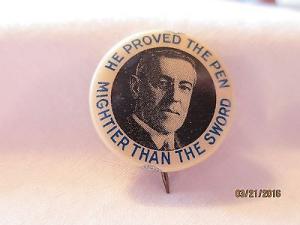 HE PROVED THE PEN
MIGHTIER THAN THE SWORD
03/21/2016